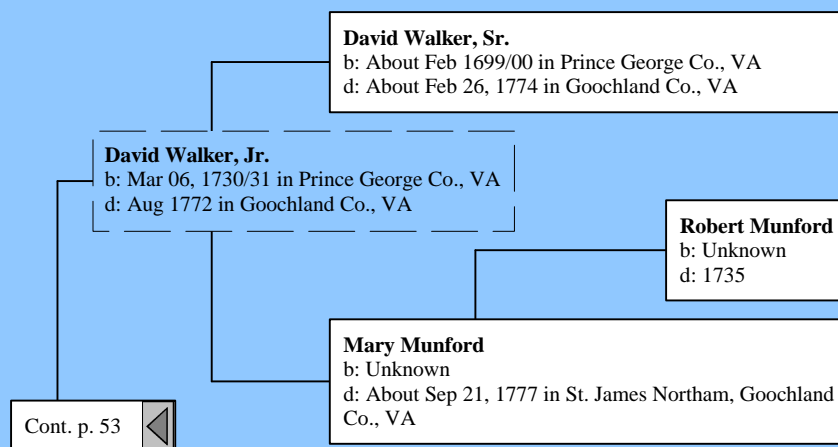 David Walker, Sr.
b: About Feb 1699/00 in Prince George Co., VA
d: About Feb 26, 1774 in Goochland Co., VA
David Walker, Jr.
b: Mar 06, 1730/31 in Prince George Co., VA
d: Aug 1772 in Goochland Co., VA
Robert Munford
b: Unknown
d: 1735
Mary Munford
b: Unknown
d: About Sep 21, 1777 in St. James Northam, Goochland
Co., VA
Cont. p. 53